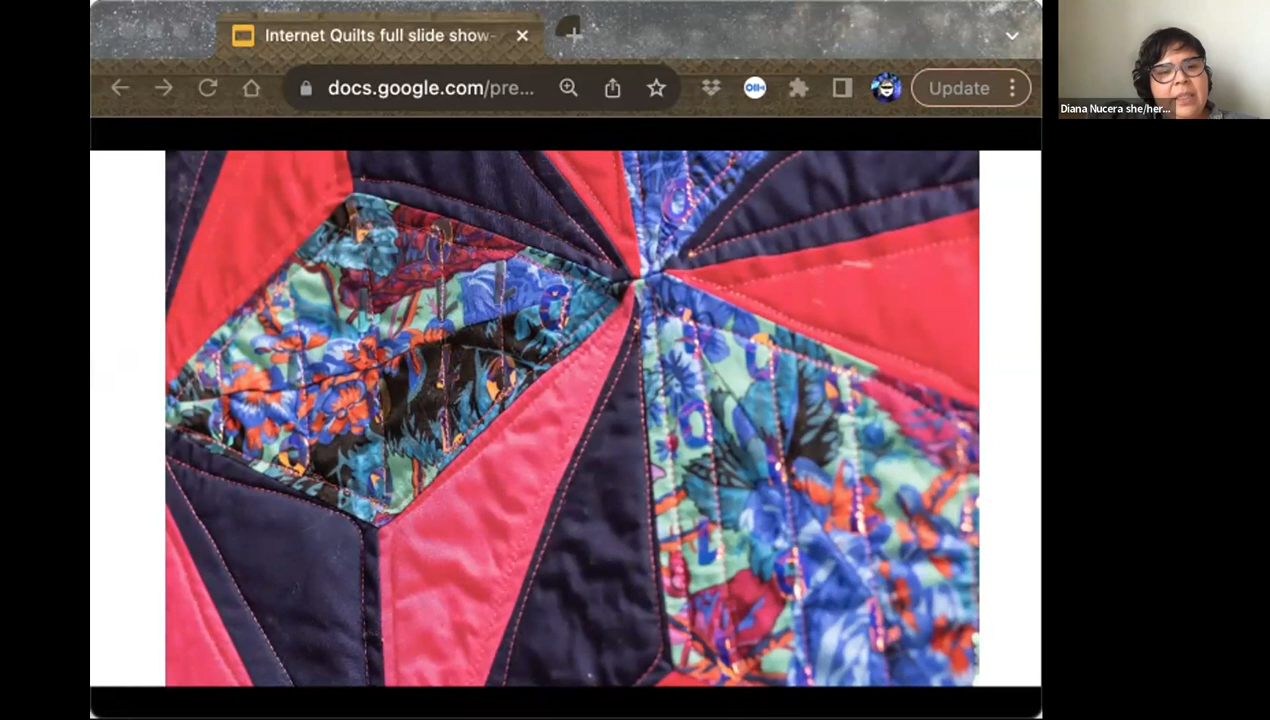 Internet Quilts full slide show-
docs.google.com/pre...
Update
Diana Nucera she/her...